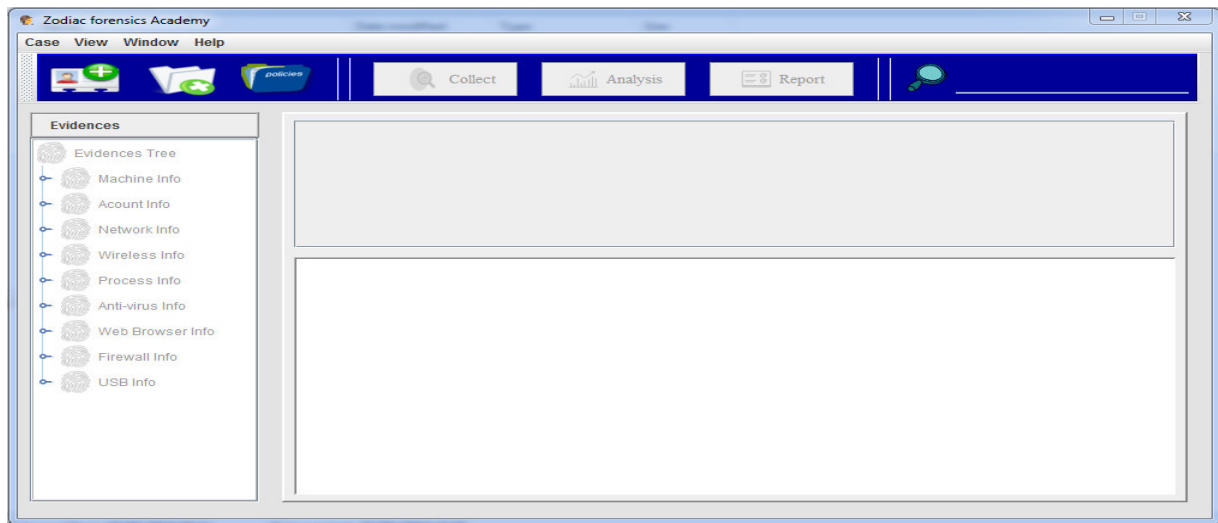 Zodiac forensics Academy
Case View Window Help
policies
Collect
Analysis
Report
Evidences
Evidences Tree
Machine Info
Acount Info
Network Info
Wireless Info
Process Info
Anti-virus Info
Web Browser Info
Firewall Info
USB Info